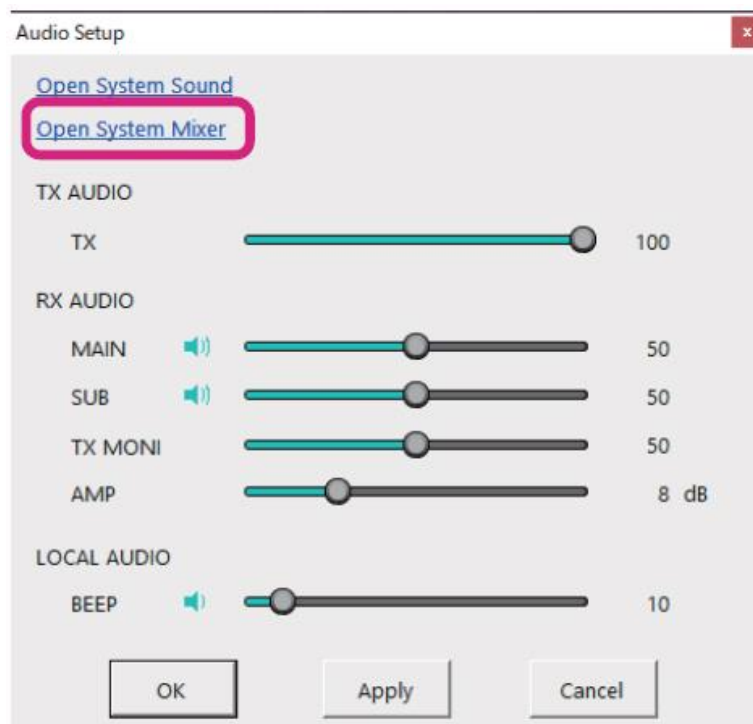 Audio Setup x
Open System Sound
Open System Mixer
TX AUDIO
TX 100
RX AUDIO
MAIN 50
SUB 50
TX MONI 50
AMP 8 dB
LOCAL AUDIO
BEEP 10
OK Apply Cancel